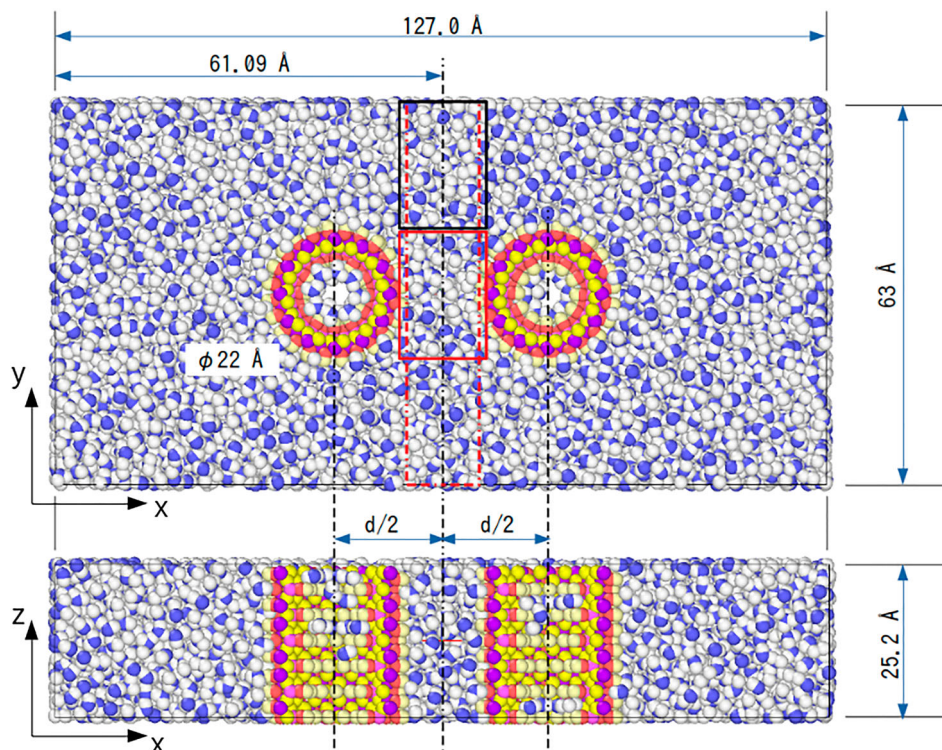 127.0 Å
61.09 Å
63 Å
φ22 Å
y
x
d/2 d/2
z
25.2 Å
x